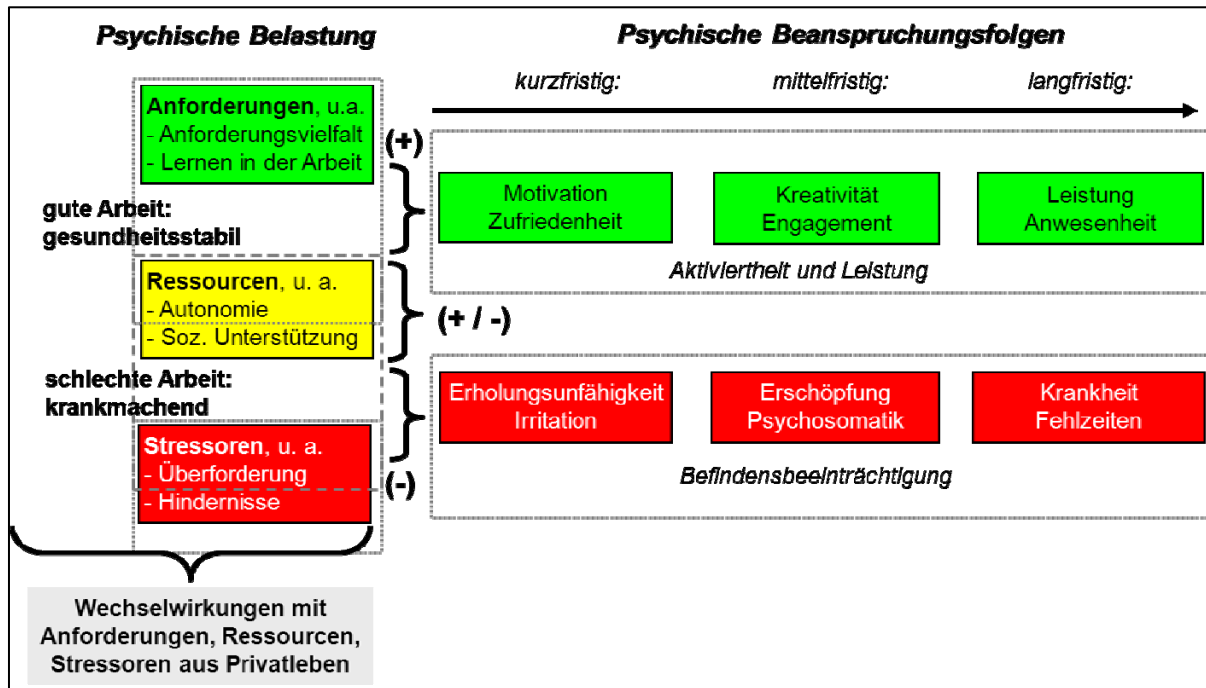 Psychische Belastung
Psychische Beanspruchungsfolgen
kurzfristig:
mittelfristig:
langfristig:
Anforderungen, u.a.
- Anforderungsvielfalt
- Lernen in der Arbeit
(+)
gute Arbeit:
gesundheitsstabil
Motivation
Zufriedenheit
Kreativität
Engagement
Leistung
Anwesenheit
Aktiviertheit und Leistung
Ressourcen, u. a.
- Autonomie
- Soz. Unterstützung
(+ / -)
schlechte Arbeit:
krankmachend
Erholungsunfähigkeit
Irritation
Erschöpfung
Psychosomatik
Krankheit
Fehlzeiten
Befindensbeeinträchtigung
Stressoren, u. a.
- Überforderung
- Hindernisse
(-)
Wechselwirkungen mit
Anforderungen, Ressourcen,
Stressoren aus Privatleben